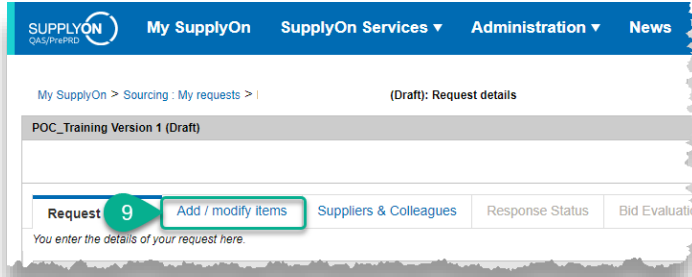 SUPPLYON My SupplyOn SupplyOn Services ▾ Administration ▾ News
QAS/PrePRD
My SupplyOn > Sourcing : My requests > (Draft): Request details
POC_Training Version 1 (Draft)
Request 9 Add / modify items Suppliers & Colleagues Response Status Bid Evaluati
You enter the details of your request here.